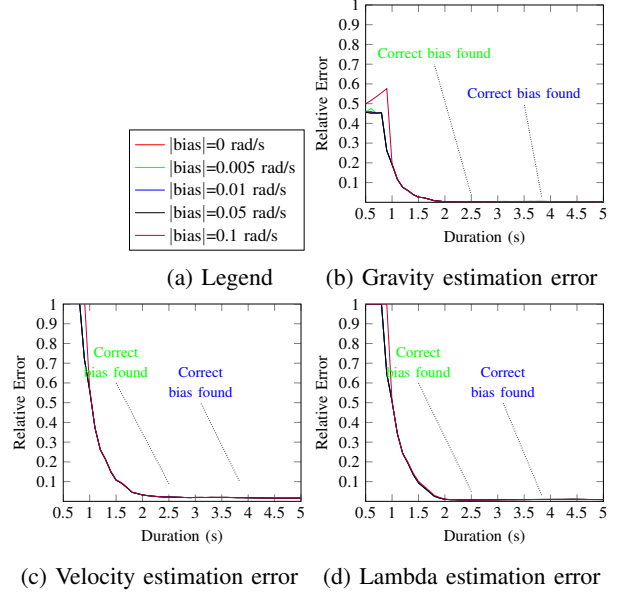 |bias|=0 rad/s
|bias|=0.005 rad/s
|bias|=0.01 rad/s
|bias|=0.05 rad/s
|bias|=0.1 rad/s
(a) Legend
1
0.9
0.8
0.7
0.6
0.5
0.4
0.3
0.2
0.1
Relative Error
Correct bias found
Correct bias found
0.5 1 1.5 2 2.5 3 3.5 4 4.5 5
Duration (s)
(b) Gravity estimation error
1
0.9
0.8
0.7
0.6
0.5
0.4
0.3
0.2
0.1
Relative Error
Correct
bias found
Correct
bias found
0.5 1 1.5 2 2.5 3 3.5 4 4.5 5
Duration (s)
(c) Velocity estimation error
1
0.9
0.8
0.7
0.6
0.5
0.4
0.3
0.2
0.1
Relative Error
Correct
bias found
Correct
bias found
0.5 1 1.5 2 2.5 3 3.5 4 4.5 5
Duration (s)
(d) Lambda estimation error